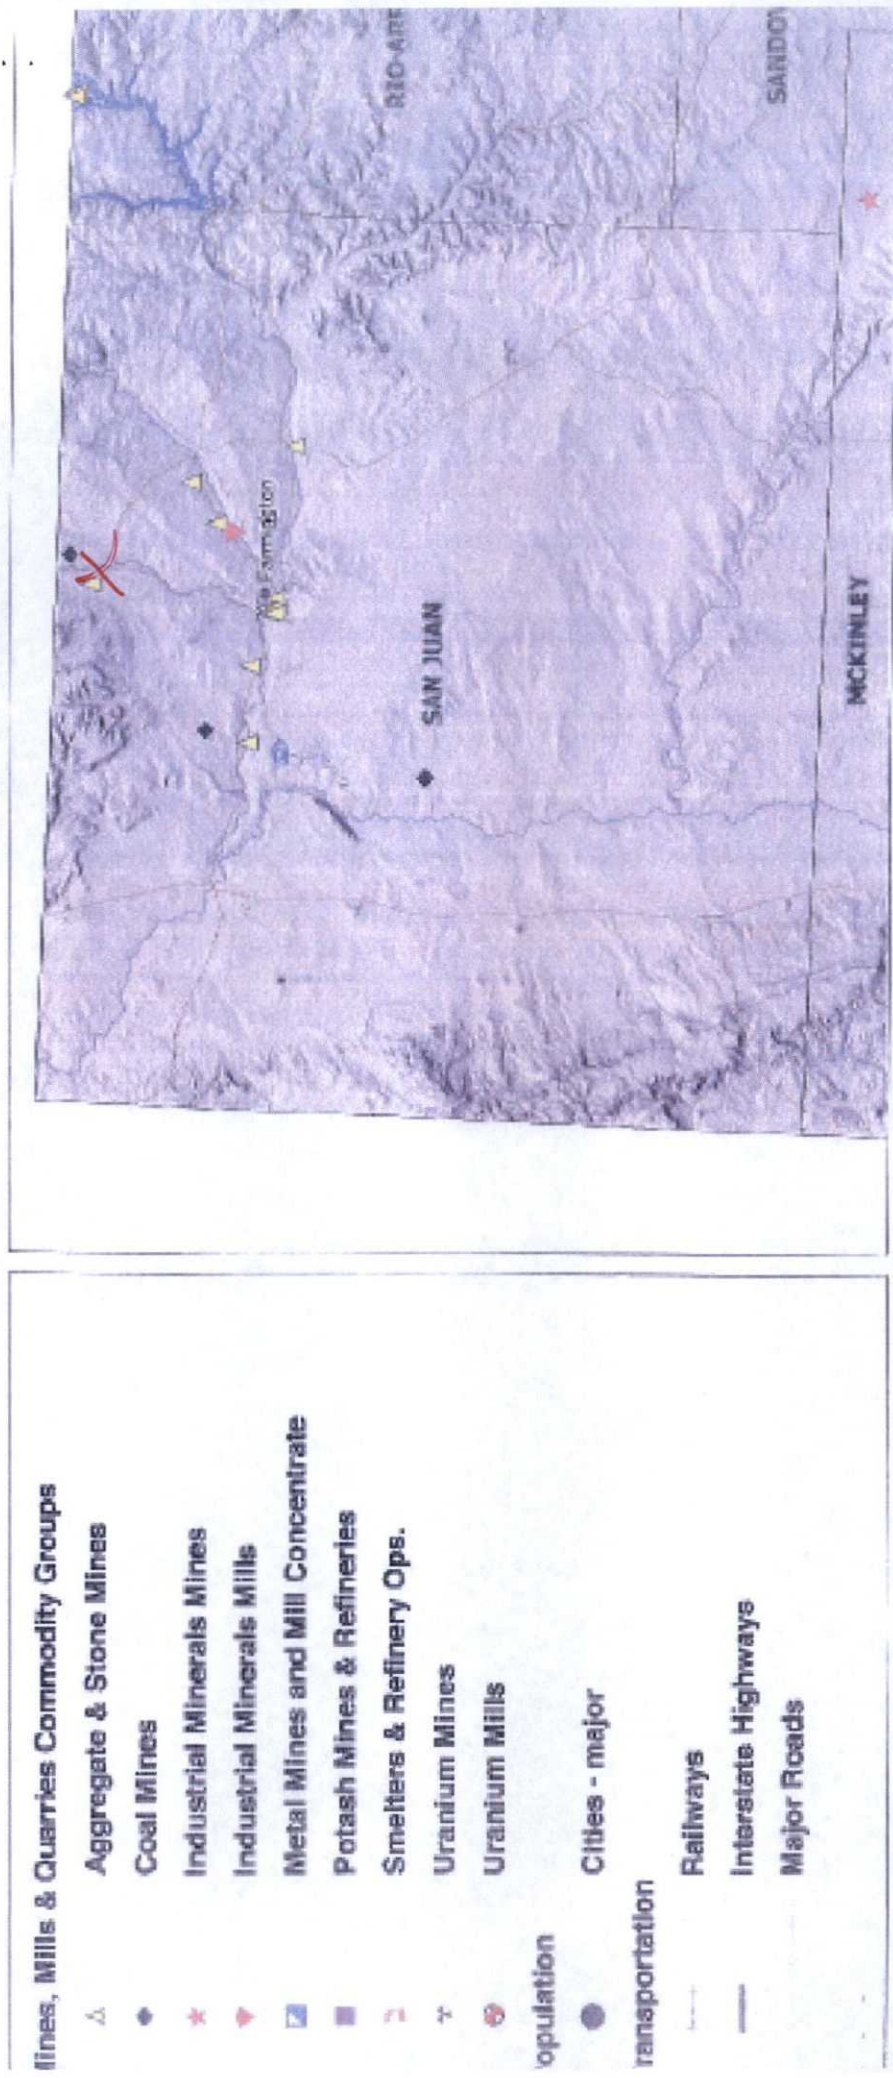 lines, Mills & Quarries Commodity Groups
Aggregate & Stone Mines
Coal Mines
Industrial Minerals Mines
Industrial Minerals Mills
Metal Mines and Mill Concentrate
Potash Mines & Refineries
Smelters & Refinery Ops.
Uranium Mines
Uranium Mills
opulation
Cities - major
ransportation
Railways
Interstate Highways
Major Roads
Farmington
SAN JUAN
MCKINLEY
RIO ARR
SANDOV